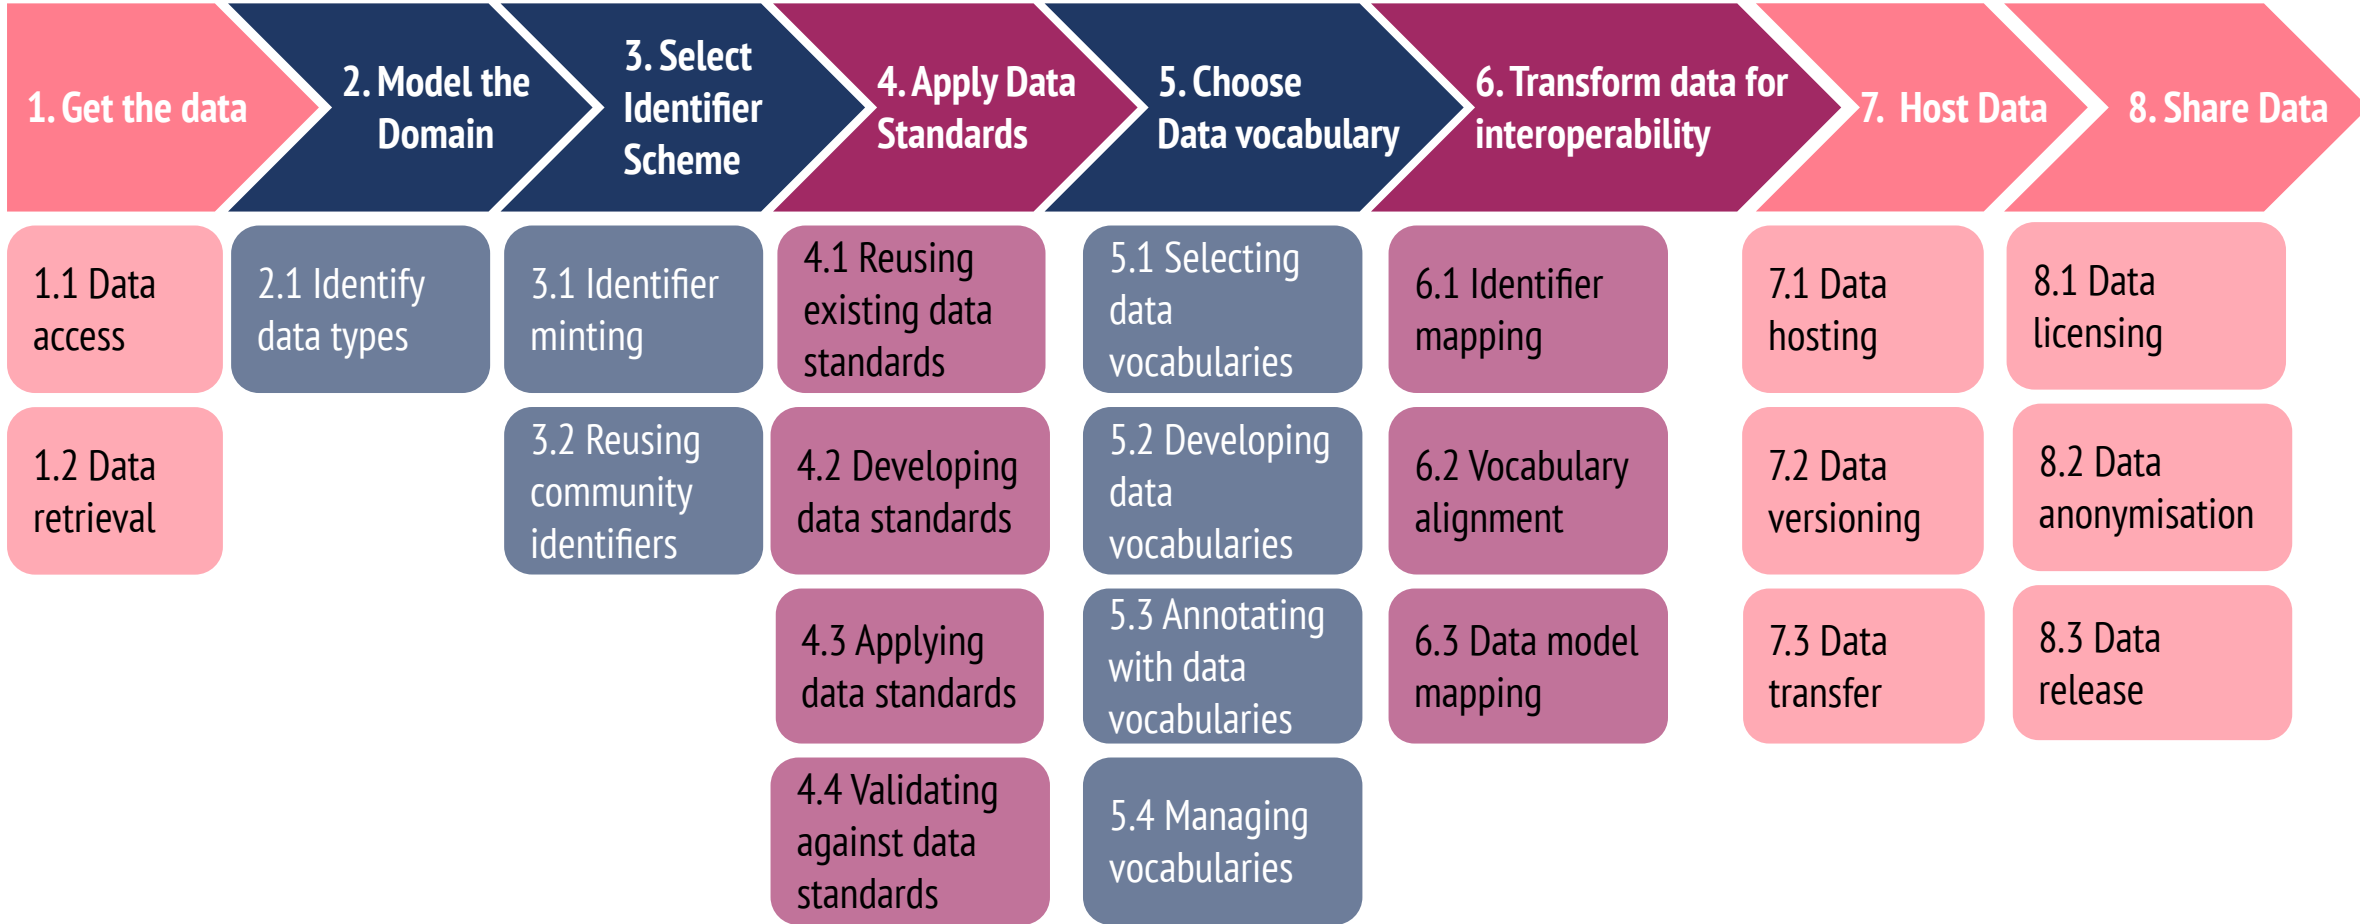 1. Get the data
2. Model the
Domain
3. Select
Identifier
Scheme
4. Apply Data
Standards
5. Choose
Data vocabulary
6. Transform data for
interoperability
7. Host Data
8. Share Data
1.1 Data
access
1.2 Data
retrieval
2.1 Identify
data types
3.1 Identifier
minting
3.2 Reusing
community
identifiers
4.1 Reusing
existing data
standards
4.2 Developing
data standards
4.3 Applying
data standards
4.4 Validating
against data
standards
5.1 Selecting
data
vocabularies
5.2 Developing
data
vocabularies
5.3 Annotating
with data
vocabularies
5.4 Managing
vocabularies
6.1 Identifier
mapping
6.2 Vocabulary
alignment
6.3 Data model
mapping
7.1 Data
hosting
7.2 Data
versioning
7.3 Data
transfer
8.1 Data
licensing
8.2 Data
anonymisation
8.3 Data
release